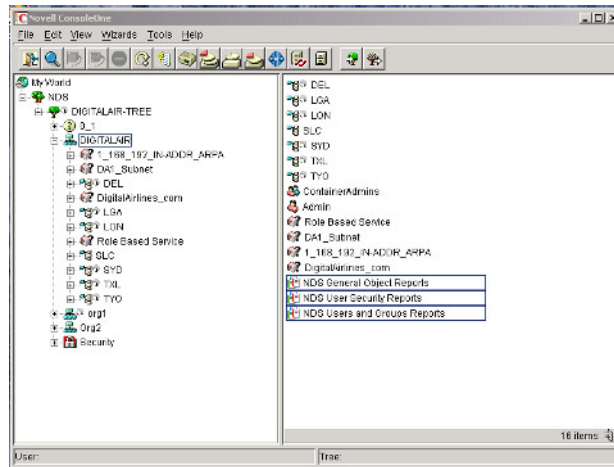 Novell ConsoleOne
File Edit View Wizards Tools Help
My World
NDS
DIGITALAIR-TREE
0_1
DIGITALAIR
1_168_192_IN-ADDR_ARPA
DA1_Subnet
DEL
DigitalAirlines_com
LGA
LON
Role Based Service
SLC
SYD
TXL
TYO
org1
Org2
Security
DEL
LGA
LON
SLC
SYD
TXL
TYO
ContainerAdmins
Admin
Role Based Service
DA1_Subnet
1_168_192_IN-ADDR_ARPA
DigitalAirlines_com
NDS General Object Reports
NDS User Security Reports
NDS Users and Groups Reports
16 items
User:
Tree: